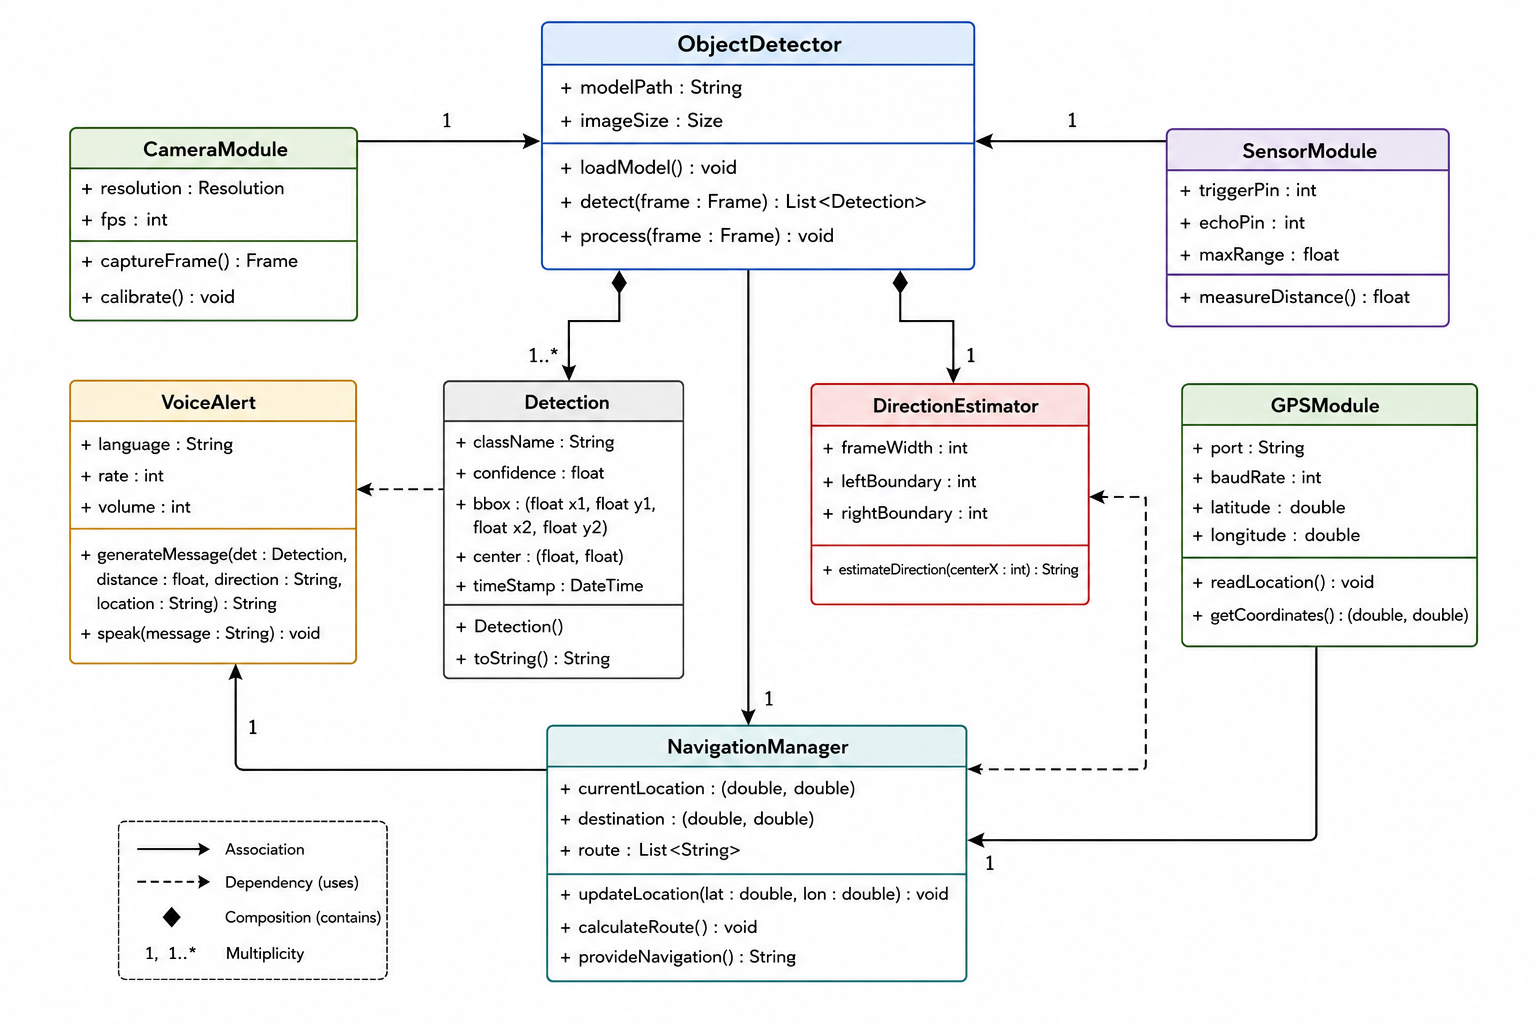 ObjectDetector
+ modelPath : String
+ imageSize : Size
+ loadModel() : void
+ detect(frame : Frame) : List<Detection>
+ process(frame : Frame) : void
1
1
CameraModule
+ resolution : Resolution
+ fps : int
+ captureFrame() : Frame
+ calibrate() : void
SensorModule
+ triggerPin : int
+ echoPin : int
+ maxRange : float
+ measureDistance() : float
1..*
1
VoiceAlert
+ language : String
+ rate : int
+ volume : int
+ generateMessage(det : Detection,
distance : float, direction : String,
location : String) : String
+ speak(message : String) : void
Detection
+ className : String
+ confidence : float
+ bbox : (float x1, float y1,
float x2, float y2)
+ center : (float, float)
+ timeStamp : DateTime
+ Detection()
+ toString() : String
DirectionEstimator
+ frameWidth : int
+ leftBoundary : int
+ rightBoundary : int
+ estimateDirection(centerX : int) : String
GPSModule
+ port : String
+ baudRate : int
+ latitude : double
+ longitude : double
+ readLocation() : void
+ getCoordinates() : (double, double)
1
1
NavigationManager
+ currentLocation : (double, double)
+ destination : (double, double)
+ route : List<String>
+ updateLocation(lat : double, lon : double) : void
+ calculateRoute() : void
+ provideNavigation() : String
1
Association
Dependency (uses)
Composition (contains)
1, 1..* Multiplicity